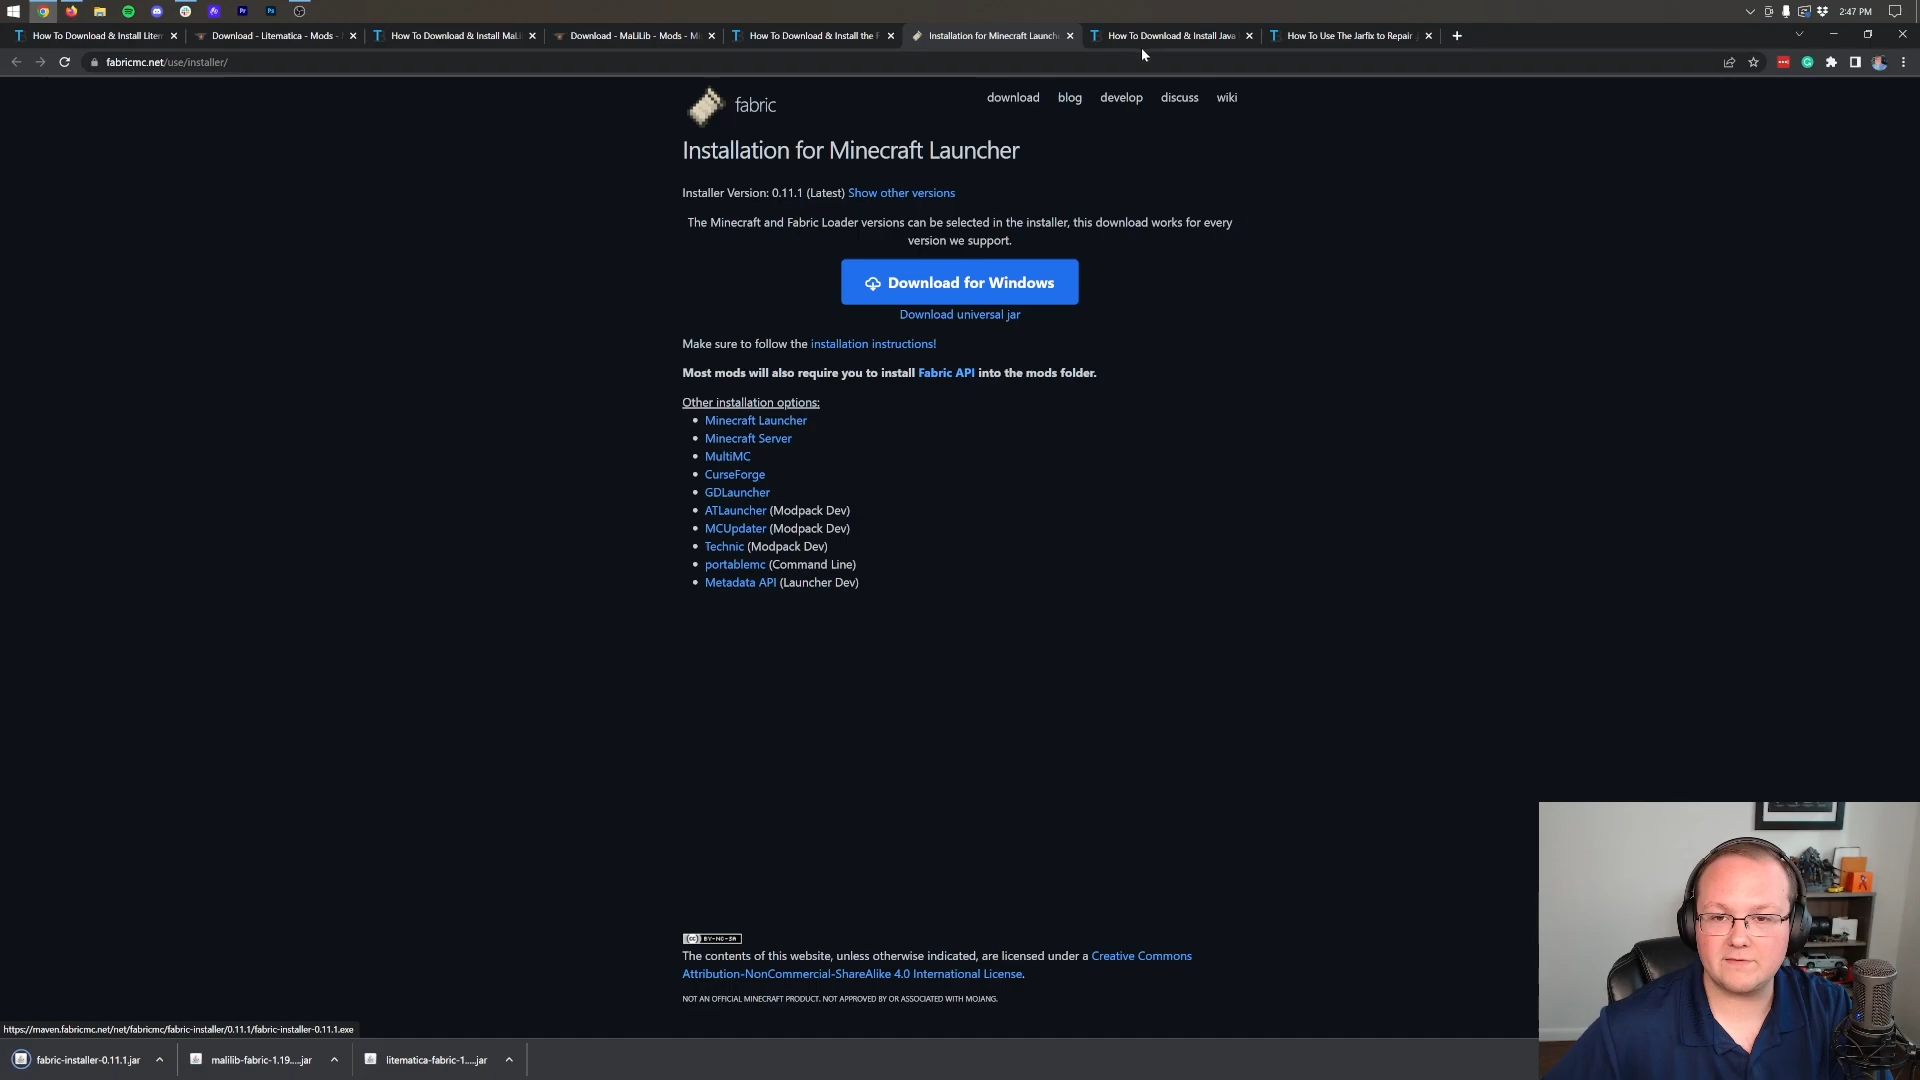 2:47 PM
How To Download & Install Litem
Download - Litematica - Mods -
How To Download & Install MaLi
Download - MaLiLib - Mods - Mi
How To Download & Install the F
Installation for Minecraft Launch
How To Download & Install Java
How To Use The Jarfix to Repair
fabricmc.net/use/installer/
fabric
download blog develop discuss wiki
Installation for Minecraft Launcher
Installer Version: 0.11.1 (Latest) Show other versions
The Minecraft and Fabric Loader versions can be selected in the installer, this download works for every
version we support.
Download for Windows
Download universal jar
Make sure to follow the installation instructions!
Most mods will also require you to install Fabric API into the mods folder.
Other installation options:
Minecraft Launcher
Minecraft Server
MultiMC
CurseForge
GDLauncher
ATLauncher (Modpack Dev)
MCUpdater (Modpack Dev)
Technic (Modpack Dev)
portablemc (Command Line)
Metadata API (Launcher Dev)
(cc) BY-NC-SA
The contents of this website, unless otherwise indicated, are licensed under a Creative Commons
Attribution-NonCommercial-ShareAlike 4.0 International License.
NOT AN OFFICIAL MINECRAFT PRODUCT. NOT APPROVED BY OR ASSOCIATED WITH MOJANG.
https://maven.fabricmc.net/net/fabricmc/fabric-installer/0.11.1/fabric-installer-0.11.1.exe
fabric-installer-0.11.1.jar
malilib-fabric-1.19....jar
litematica-fabric-1....jar